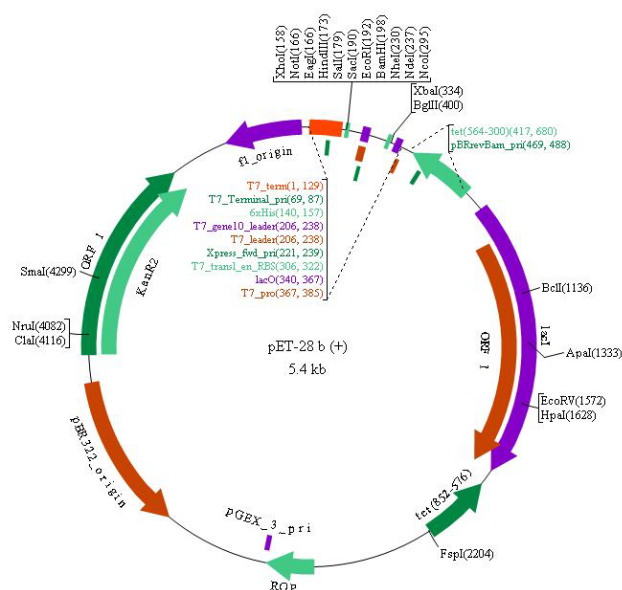 XhoI(158)
NotI(166)
EagI(166)
HindIII(173)
SalI(179)
SacI(190)
EcoRI(192)
BamHI(198)
NheI(230)
NdeI(237)
NcoI(295)
XbaI(334)
BglII(400)
tet(564-300)(417, 680)
pBRrevBam_pri(469, 488)
f1_origin
T7_term(1, 129)
T7_Terminal_pri(69, 87)
6xHis(140, 157)
T7_gene10_leader(206, 238)
T7_leader(206, 238)
Xpress_fwd_pri(221, 239)
T7_transl_en_RBS(306, 322)
lacO(340, 367)
T7_pro(367, 385)
ORF 1
KanR2
SmaI(4299)
NruI(4082)
ClaI(4116)
pET-28 b (+)
5.4 kb
BclI(1136)
lacI
ORF 1
ApaI(1333)
EcoRV(1572)
HpaI(1628)
pBR322_origin
pGEX_3_pri
tet(852-576)
FspI(2204)
ROP